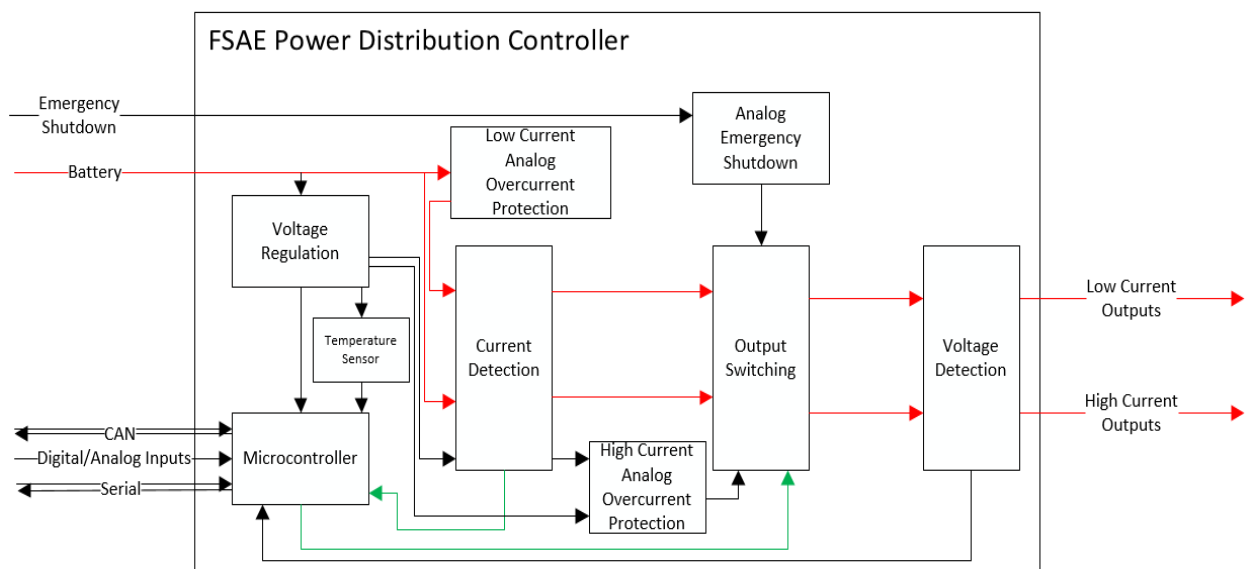 FSAE Power Distribution Controller
Emergency
Shutdown
Analog
Emergency
Shutdown
Low Current
Analog
Overcurrent
Protection
Battery
Voltage
Regulation
Temperature
Sensor
Current
Detection
Output
Switching
Voltage
Detection
Low Current
Outputs
High Current
Outputs
CAN
Digital/Analog Inputs
Serial
Microcontroller
High Current
Analog
Overcurrent
Protection